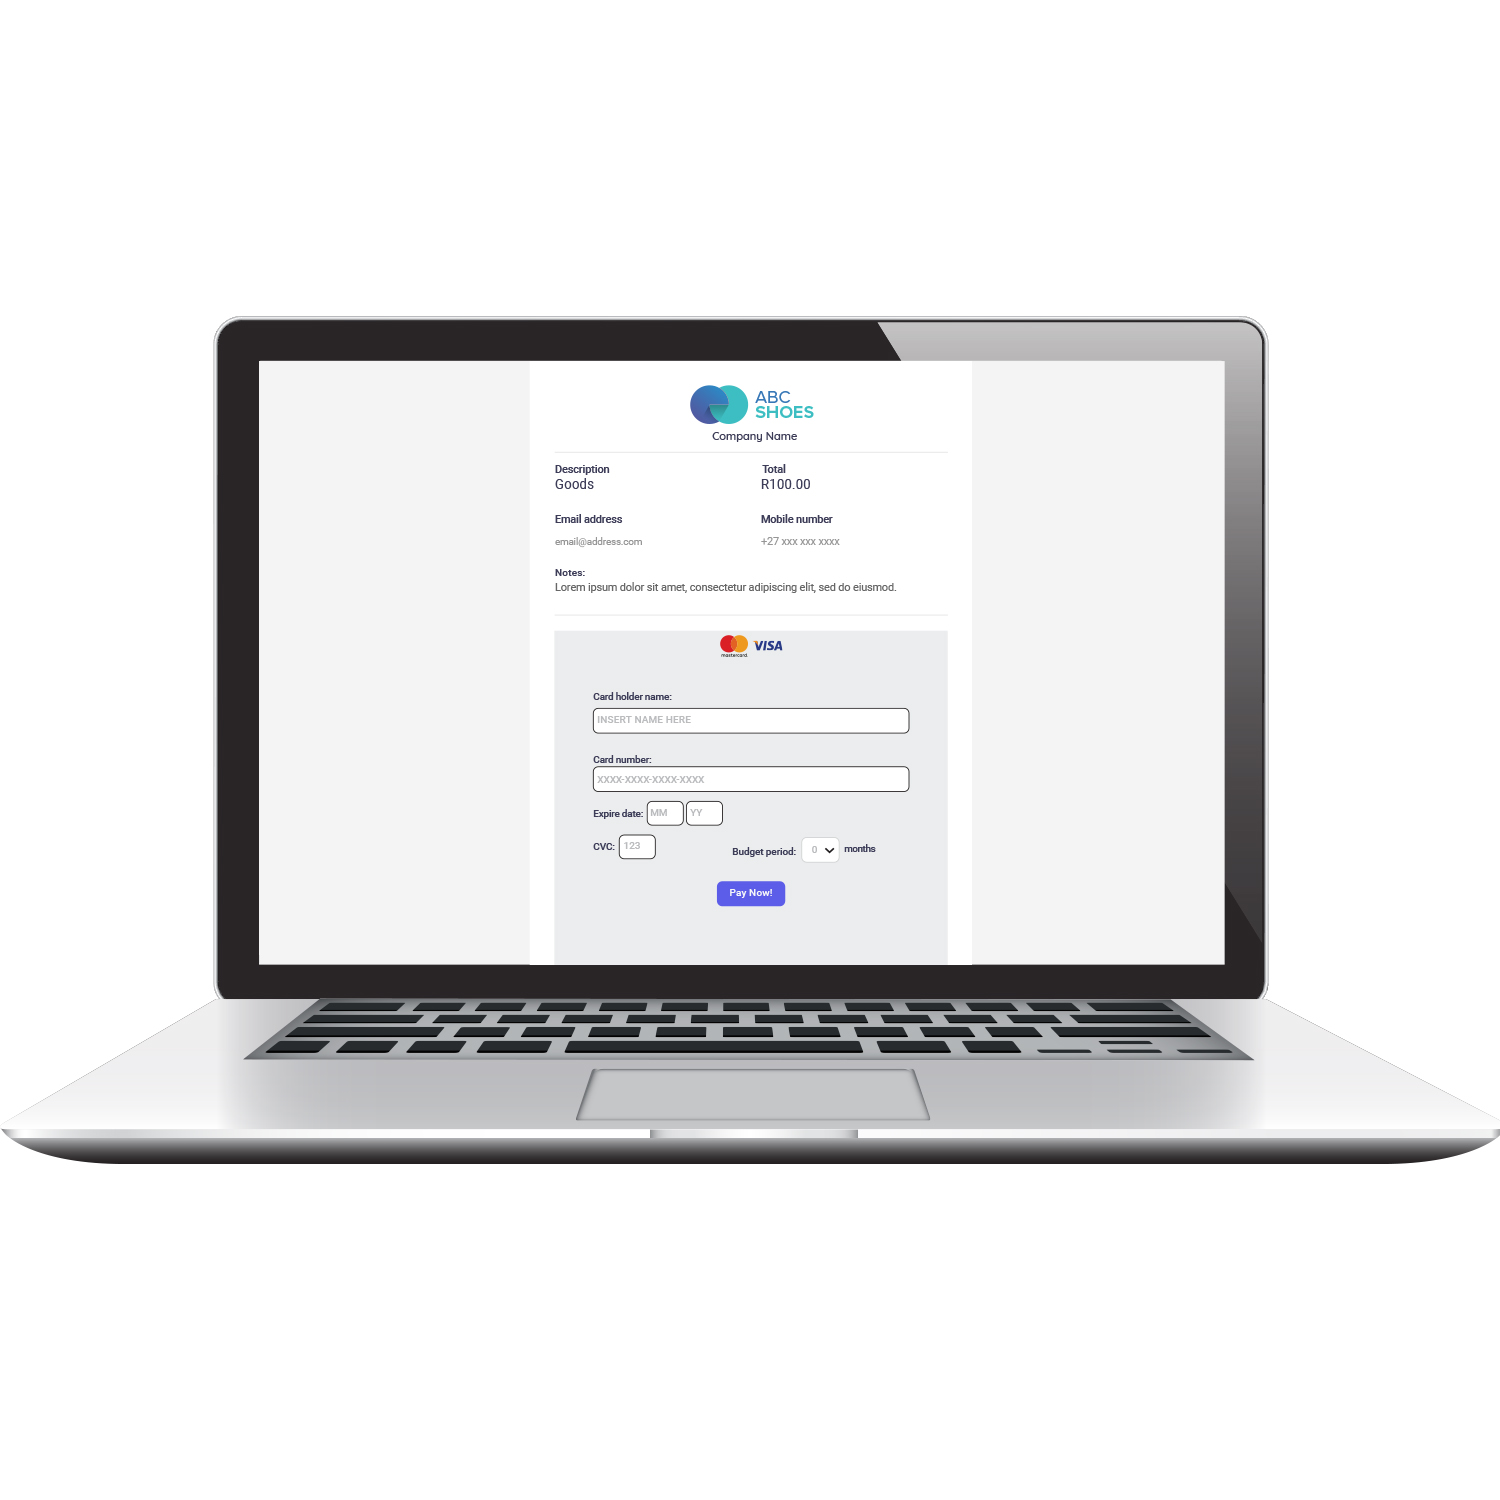 ABC
SHOES
Company Name
Description Total
Goods R100.00
Email address Mobile number
email@address.com +27 xxx xxx xxxx
Notes:
Lorem ipsum dolor sit amet, consectetur adipiscing elit, sed do eiusmod.
mastercard. VISA
Card holder name:
INSERT NAME HERE
Card number:
XXXX-XXXX-XXXX-XXXX
Expire date: MM YY
CVC: 123 Budget period: 0 months
Pay Now!